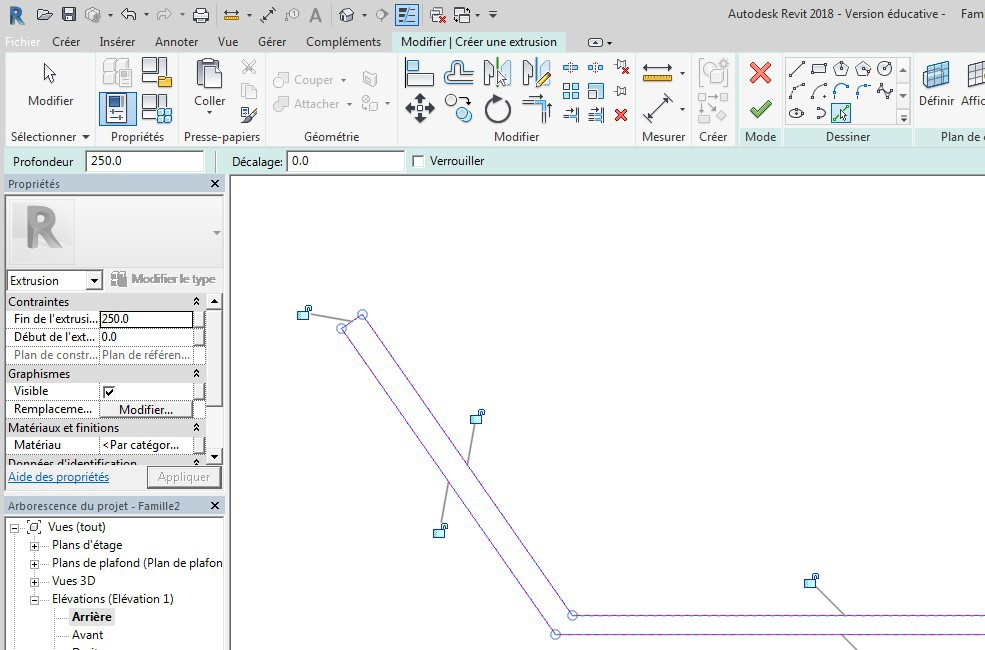 Autodesk Revit 2018 - Version éducative - Fam
Fichier Créer Insérer Annoter Vue Gérer Compléments Modifier | Créer une extrusion
Modifier Coller Couper Attacher Définir Affic
Sélectionner Propriétés Presse-papiers Géométrie Modifier Mesurer Créer Mode Dessiner Plan de
Profondeur 250.0 Décalage: 0.0 Verrouiller
Propriétés
R
Extrusion Modifier le type
Contraintes
Fin de l'extrusi... 250.0
Début de l'ext... 0.0
Plan de constr... Plan de référen...
Graphismes
Visible
Remplaceme... Modifier...
Matériaux et finitions
Matériau <Par catégor...
Données d'identification
Aide des propriétés Appliquer
Arborescence du projet - Famille2
Vues (tout)
Plans d'étage
Plans de plafond (Plan de plafon
Vues 3D
Elévations (Elévation 1)
Arrière
Avant